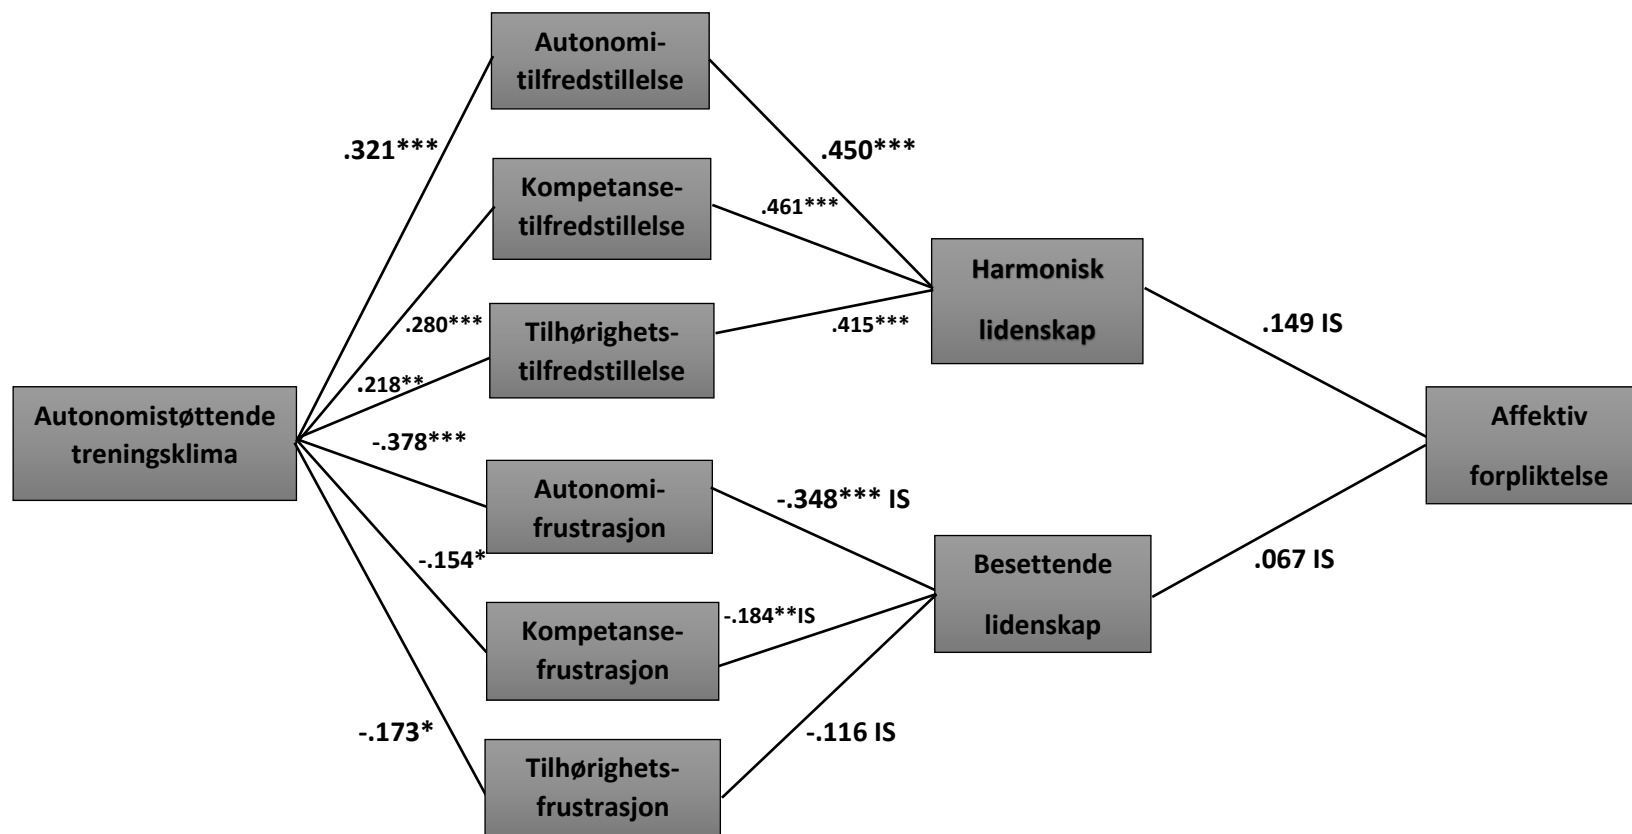 Autonomi-
tilfredstillelse
.321***
.450***
Kompetanse-
tilfredstillelse
.461***
Harmonisk
lidenskap
.280***
Tilhørighets-
tilfredstillelse
.415***
.149 IS
.218**
Autonomistøttende
treningsklima
Affektiv
forpliktelse
-.378***
Autonomi-
frustrasjon
-.348*** IS
-.154*
Besettende
lidenskap
.067 IS
Kompetanse-
frustrasjon
-.184**IS
-.173*
-.116 IS
Tilhørighets-
frustrasjon